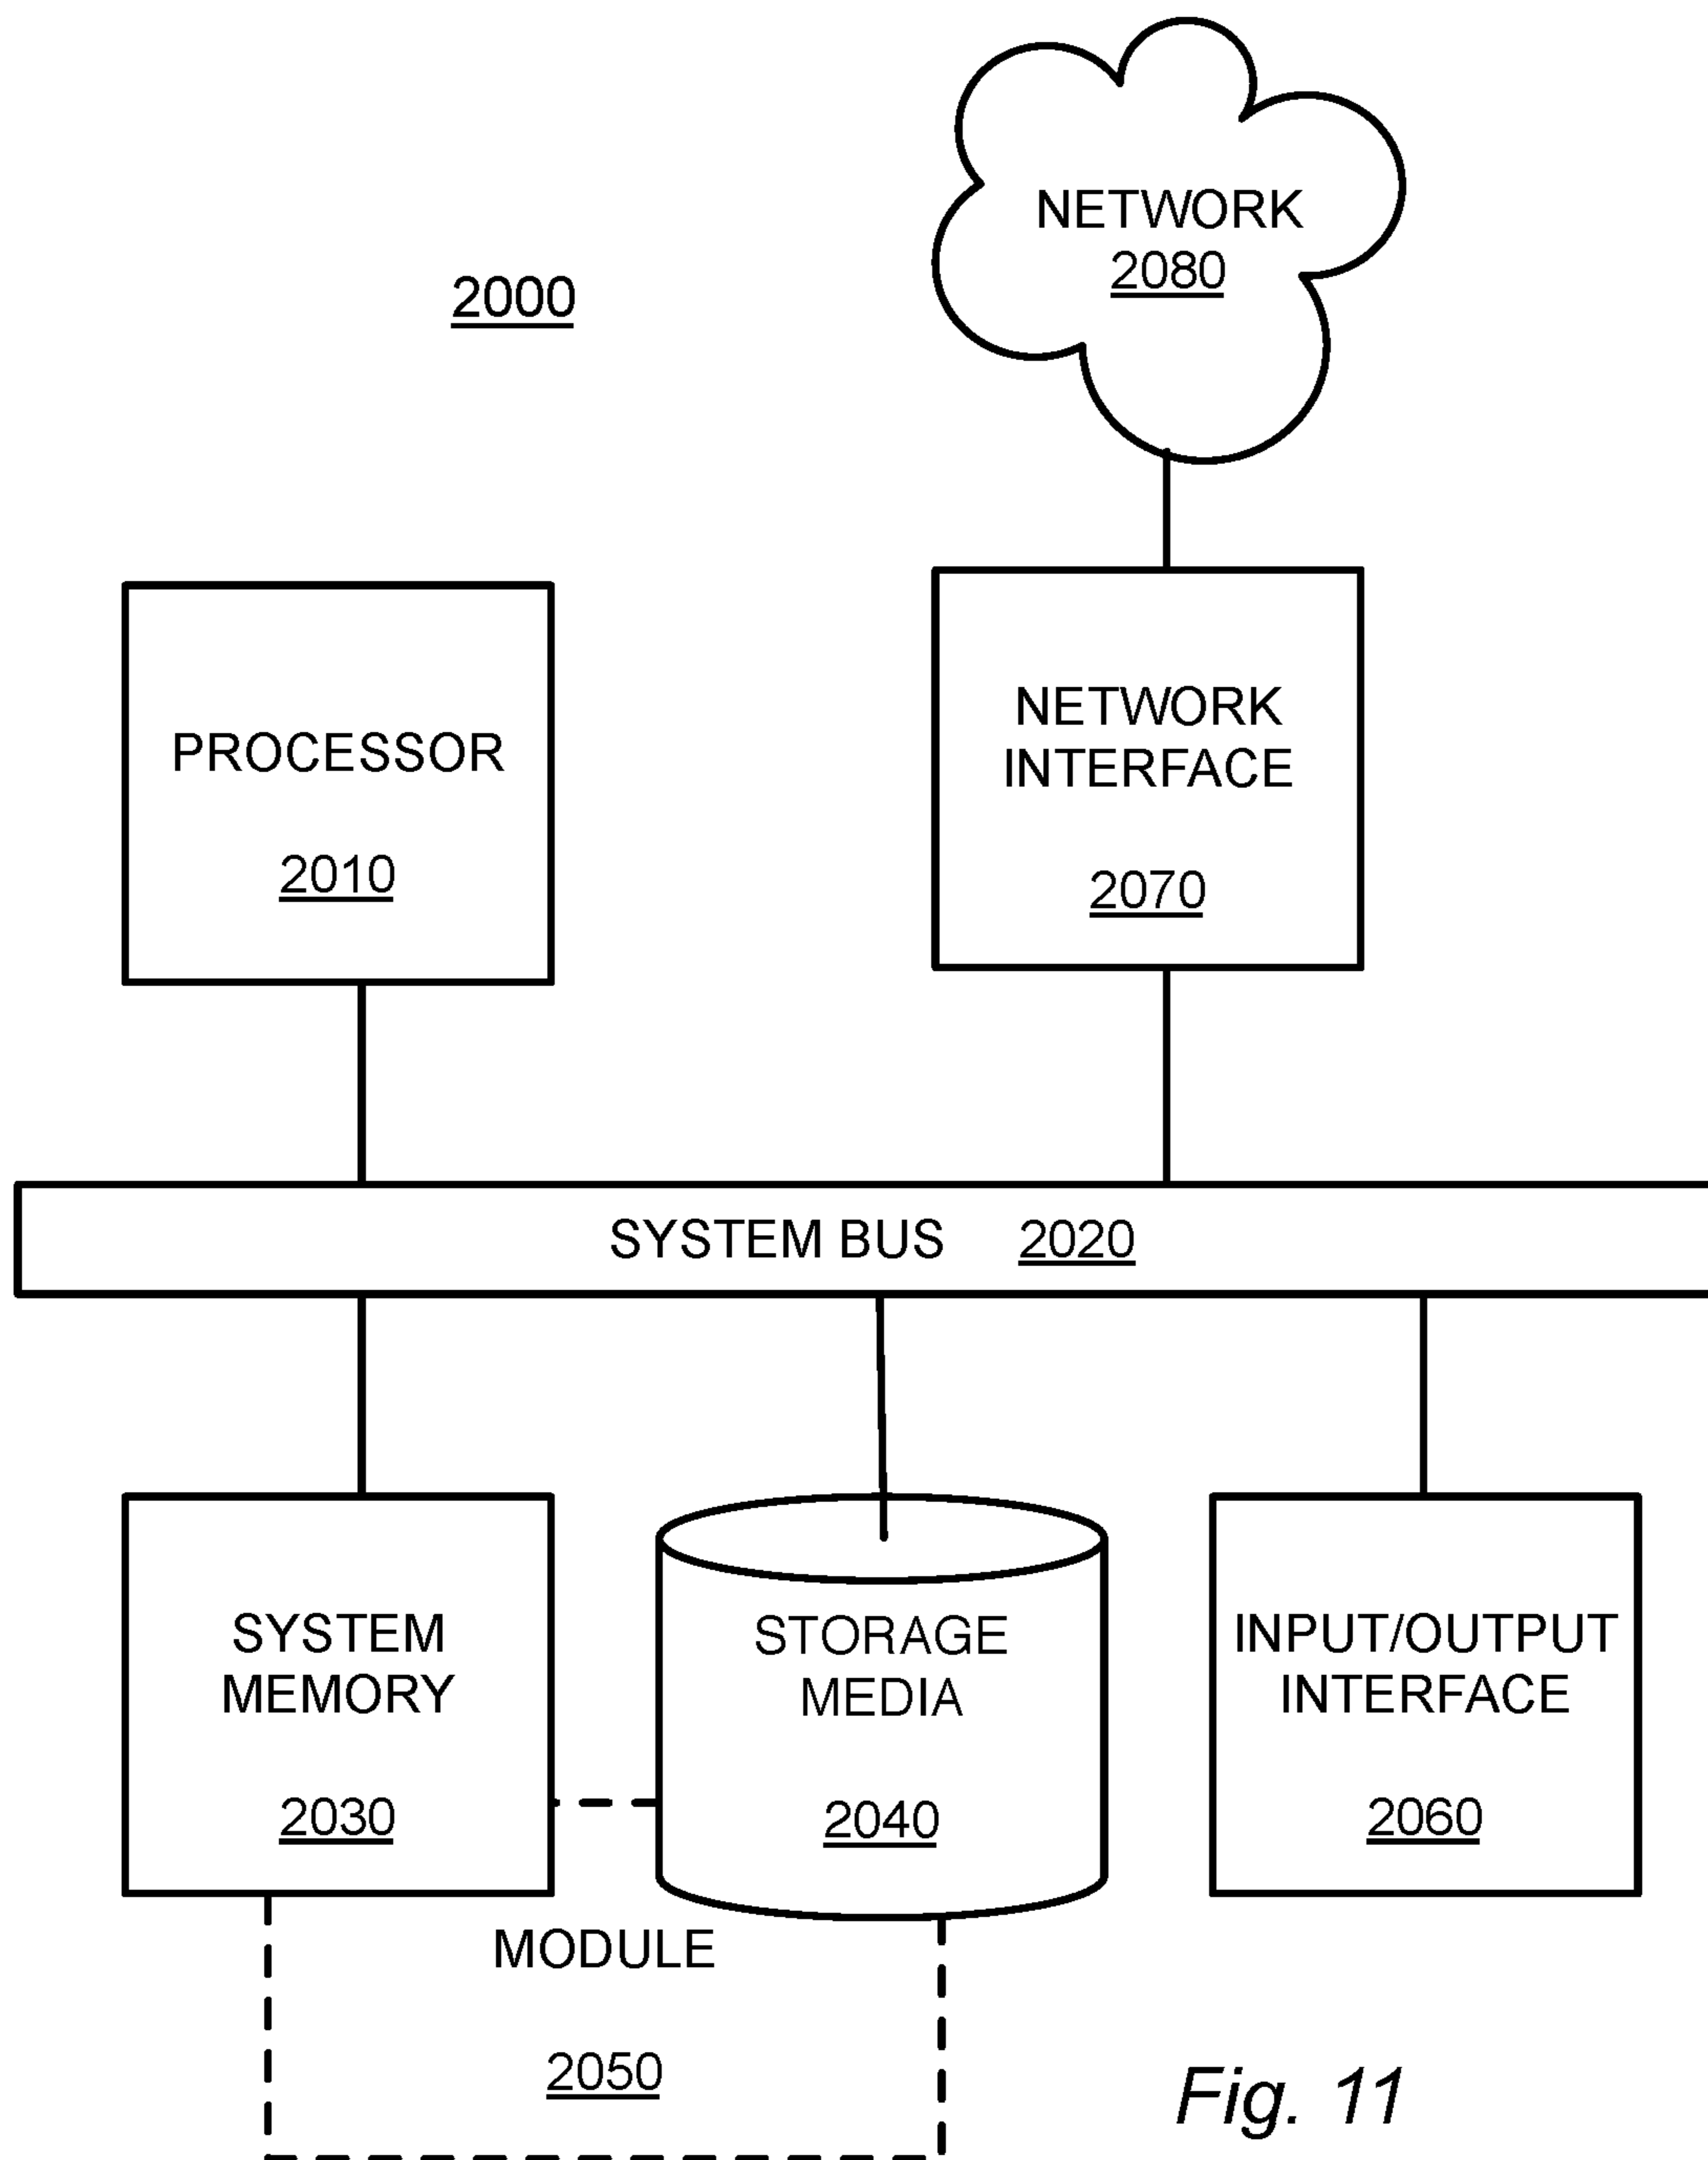 NETWORK
2080
2000
PROCESSOR
2010
NETWORK
INTERFACE
2070
SYSTEM BUS 2020
SYSTEM
MEMORY
2030
STORAGE
MEDIA
2040
INPUT/OUTPUT
INTERFACE
2060
MODULE
2050
Fig. 11